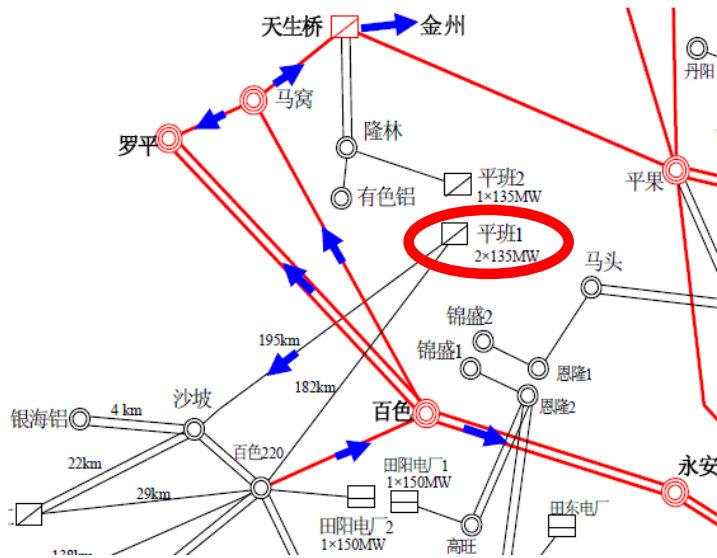 天生桥
金州
丹阳
马窝
罗平
隆林
平果
平班2
1×135MW
有色铝
平班1
2×135MW
马头
锦盛2
195km
锦盛1
恩隆1
182km
恩隆2
银海铝
4 km
沙坡
百色
百色220
22km
田阳电厂1
1×150MW
永安
29km
田阳电厂2
1×150MW
田东电厂
高旺
138km